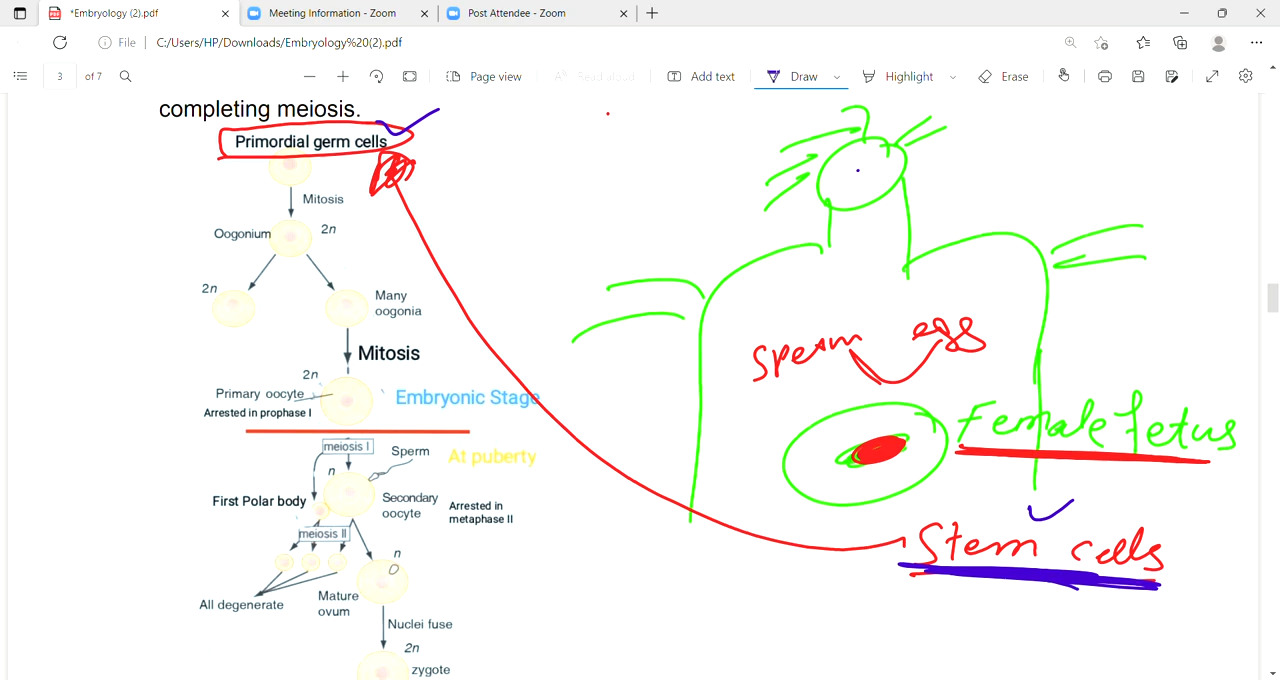 *Embryology (2).pdf
Meeting Information - Zoom
Post Attendee - Zoom
File
C:/Users/HP/Downloads/Embryology%20(2).pdf
3 of 7
Page view
Read aloud
Add text
Draw
Highlight
Erase
completing meiosis.
Primordial germ cells
Mitosis
Oogonium
2n
2n
Many
oogonia
Mitosis
2n
Primary oocyte
Arrested in prophase I
Embryonic Stage
meiosis I
Sperm
At puberty
n
First Polar body
Secondary
oocyte
Arrested in
metaphase II
meiosis II
n
All degenerate
Mature
ovum
Nuclei fuse
2n
zygote
sperm eggs
Female fetus
Stem cells